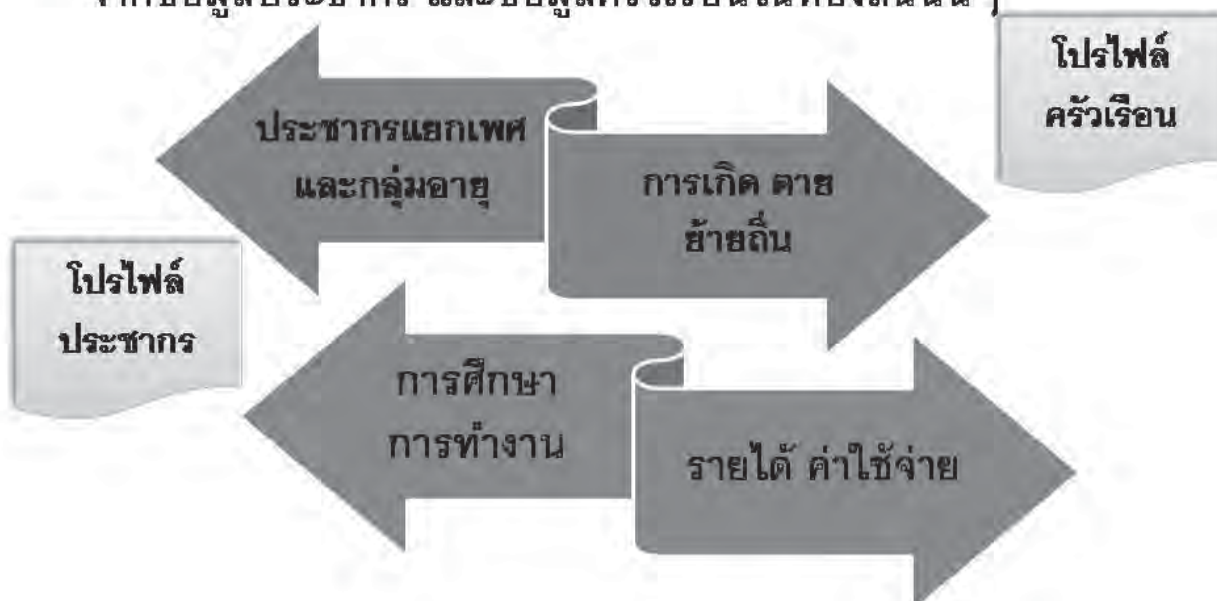 โปรไฟล์
ครัวเรือน
ประชากรแยกเพศ
และกลุ่มอายุ
การเกิด ตาย
ย้ายถิ่น
โปรไฟล์
ประชากร
การศึกษา
การทำงาน
รายได้ ค่าใช้จ่าย